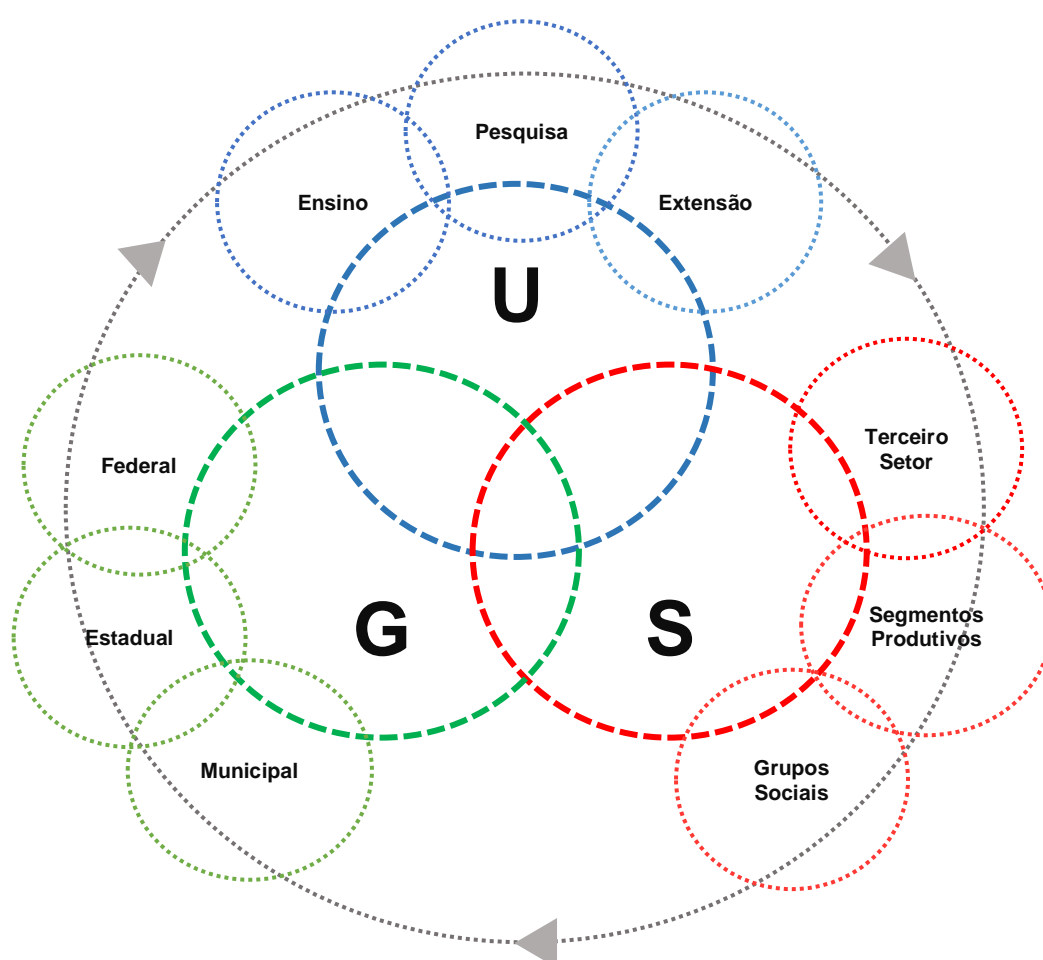 Pesquisa
Ensino
Extensão
U
Federal
Terceiro
Setor
Estadual
G
S
Segmentos
Produtivos
Municipal
Grupos
Sociais